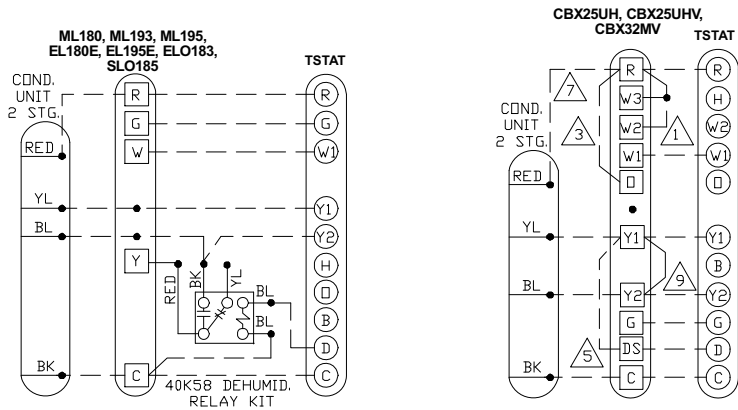 ML180, ML193, ML195,
EL180E, EL195E, ELO183,
SLO185
TSTAT
COND.
UNIT
2 STG.
R
R
G
G
W
W1
RED
YL
Y1
BL
Y2
Y
H
RED
BK
YL
O
BL
B
BL
D
BK
C
C
40K58 DEHUMID.
RELAY KIT
CBX25UH, CBX25UHV,
CBX32MV
TSTAT
COND.
UNIT
2 STG.
R
R
7
W3
H
W2
W2
3
1
W1
W1
RED
O
O
YL
Y1
Y1
B
9
BL
Y2
Y2
G
G
5
DS
D
BK
C
C